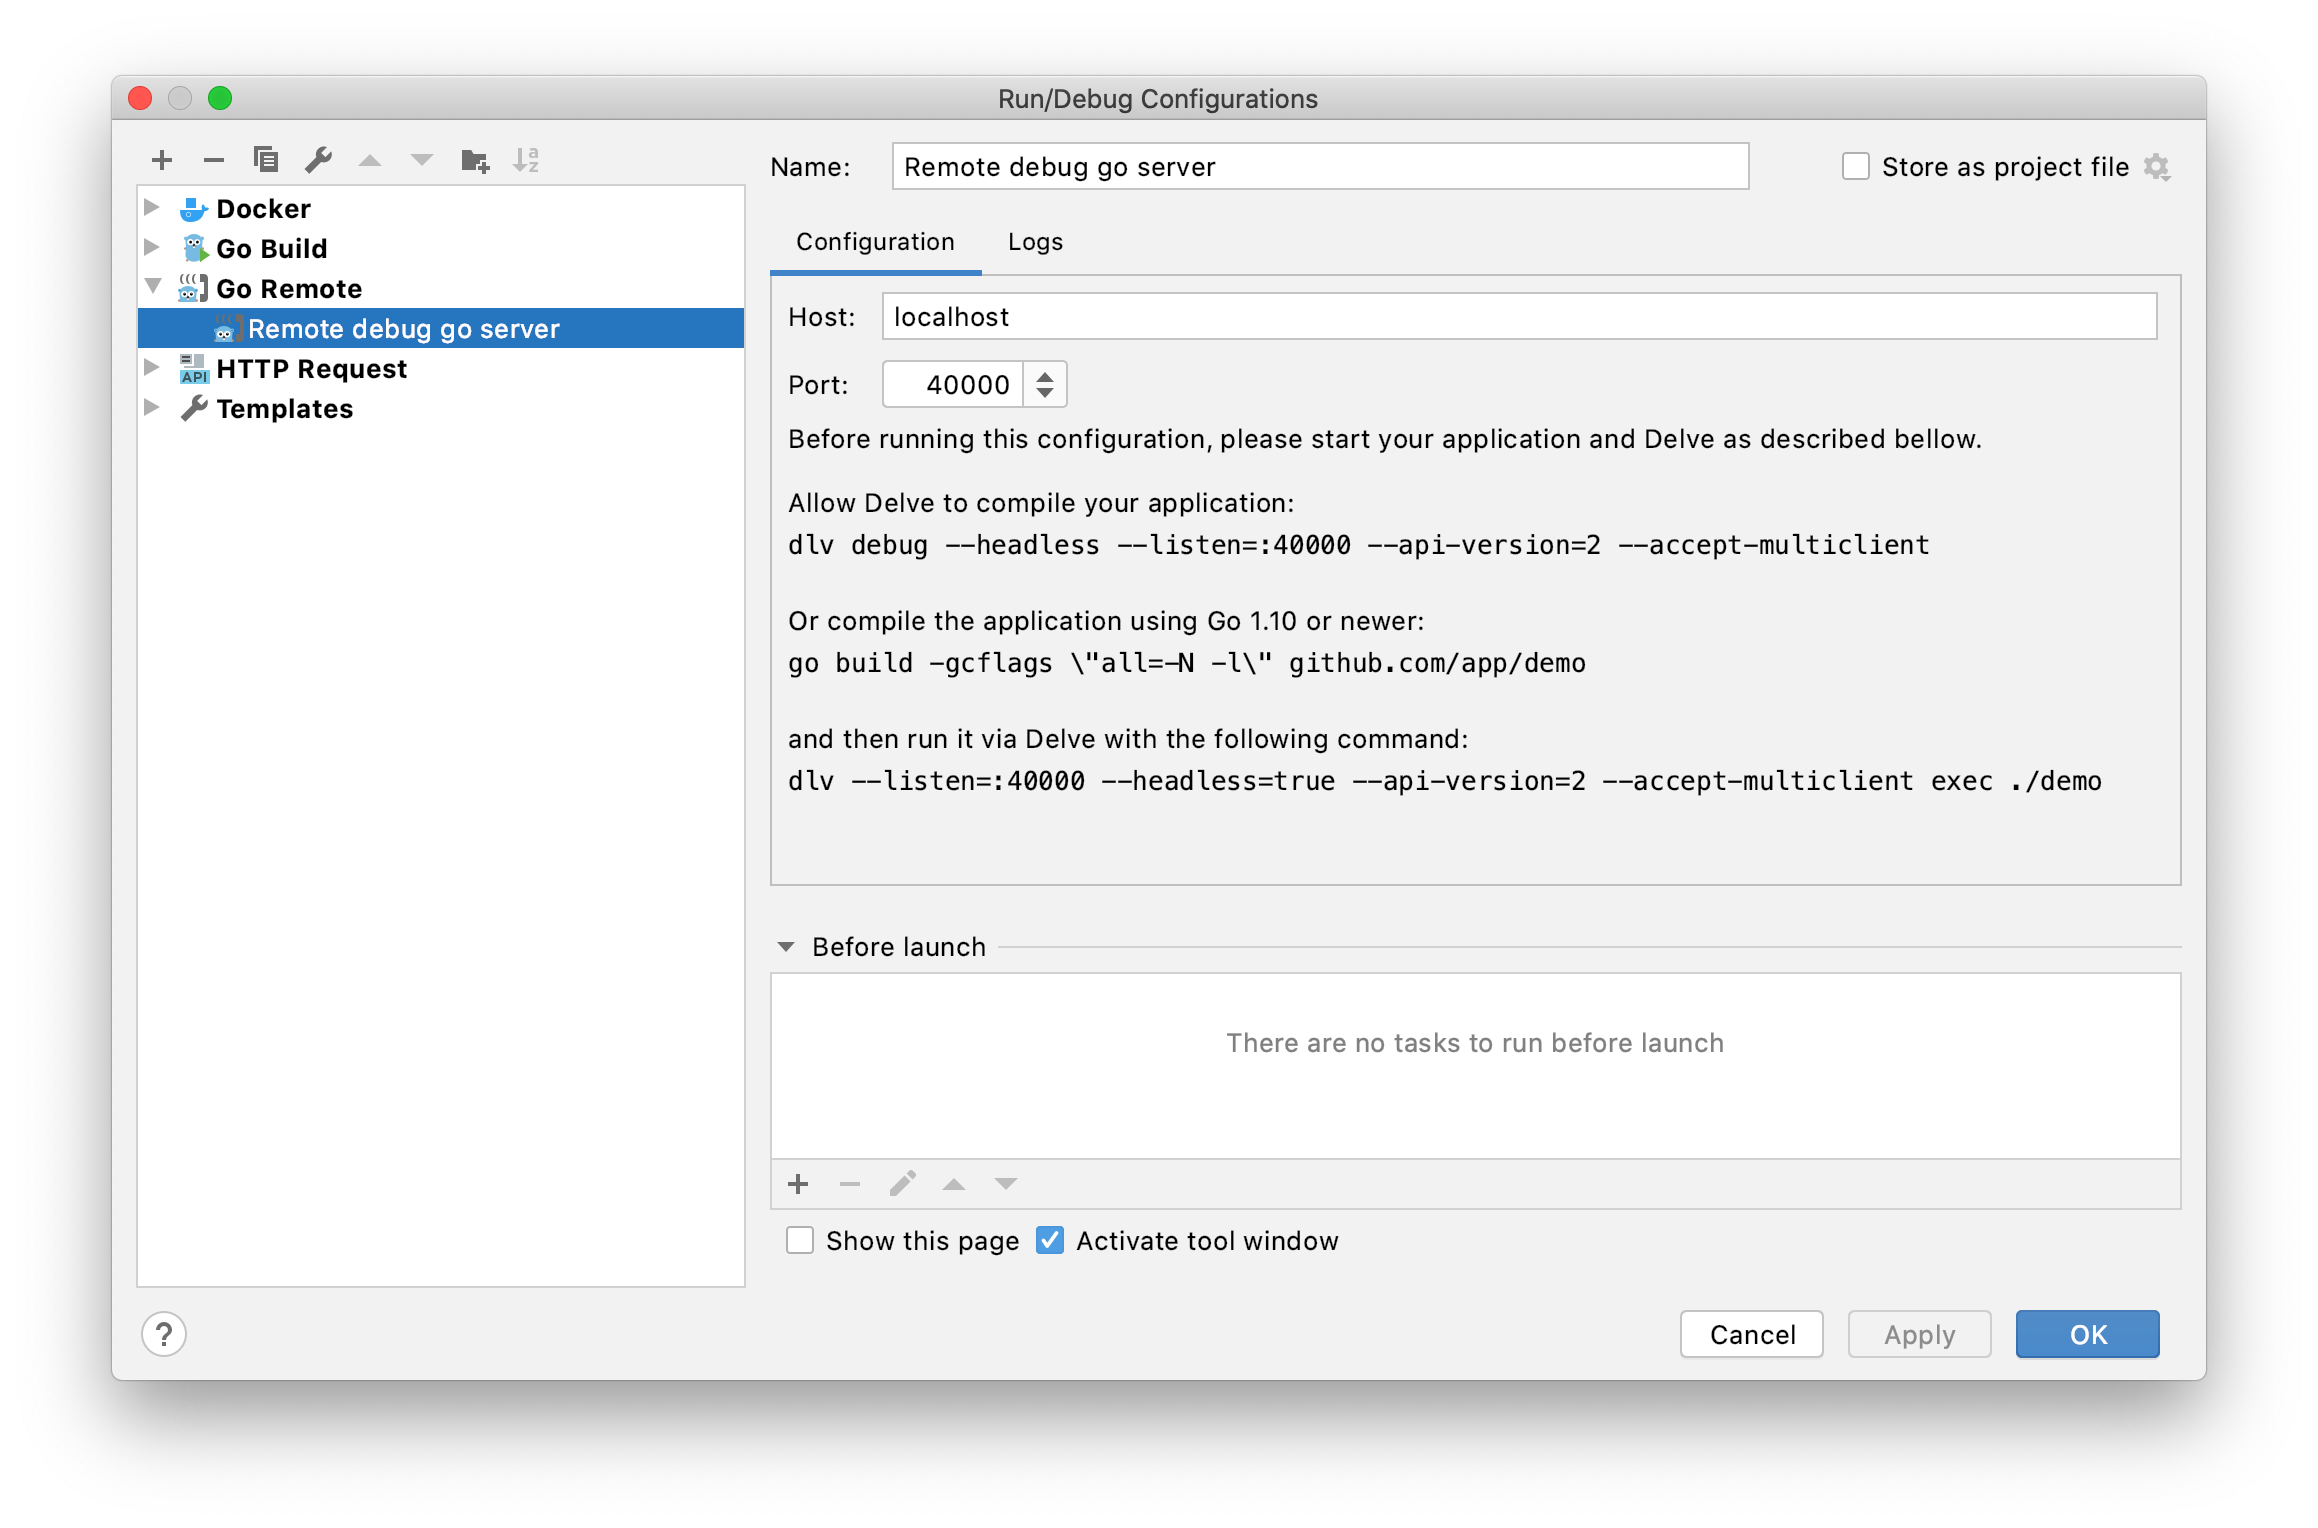 Run/Debug Configurations
a
z
Docker
Go Build
Go Remote
Remote debug go server
API
HTTP Request
Templates
Name: Remote debug go server
Store as project file
Configuration Logs
Host: localhost
Port: 40000
Before running this configuration, please start your application and Delve as described bellow.
Allow Delve to compile your application:
dlv debug --headless --listen=:40000 --api-version=2 --accept-multiclient
Or compile the application using Go 1.10 or newer:
go build -gcflags \"all=-N -l\" github.com/app/demo
and then run it via Delve with the following command:
dlv --listen=:40000 --headless=true --api-version=2 --accept-multiclient exec ./demo
Before launch
There are no tasks to run before launch
Show this page Activate tool window
?
Cancel Apply OK